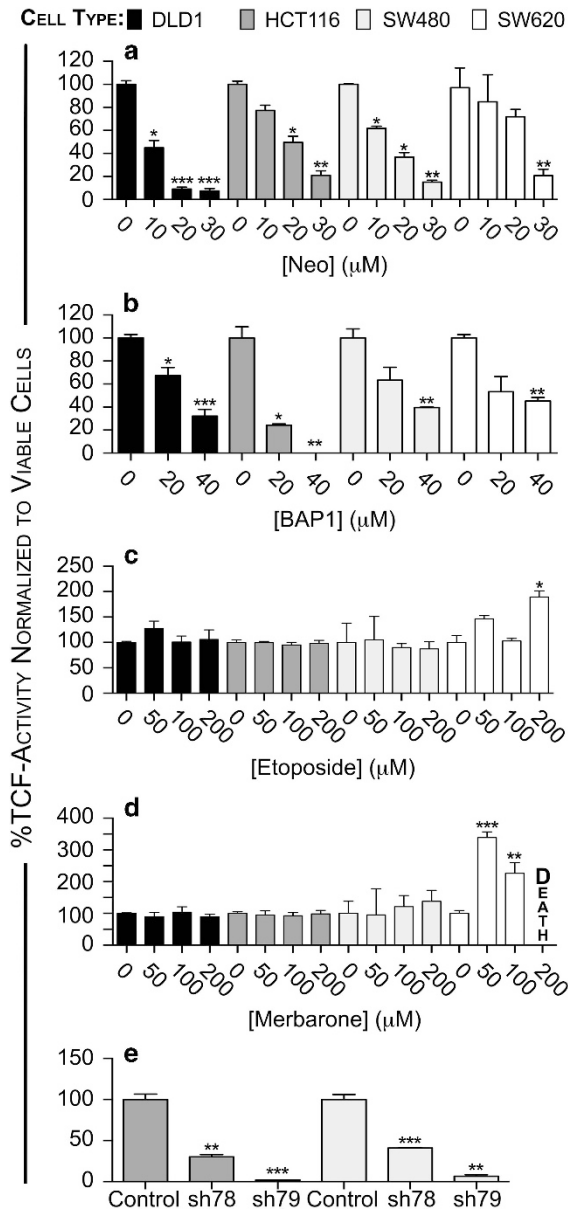 CELL TYPE: DLD1 HCT116 SW480 SW620
%TCF-ACTIVITY NORMALIZED TO VIABLE CELLS
a
120
100
80
60
40
20
0
* *** *** * ** * * ** **
0 10 20 30 0 10 20 30 0 10 20 30 0 10 20 30
[Neo] (μM)
b
120
100
80
60
40
20
0
* *** * ** ** **
0 20 40 0 20 40 0 20 40 0 20 40
[BAP1] (μM)
c
200
150
100
50
0
*
0 50 100 200 0 50 100 200 0 50 100 200 0 50 100 200
[Etoposide] (μM)
d
400
300
200
100
0
*** **
DEATH
0 50 100 200 0 50 100 200 0 50 100 200 0 50 100 200
[Merbarone] (μM)
e
150
100
50
0
** *** *** **
Control sh78 sh79 Control sh78 sh79